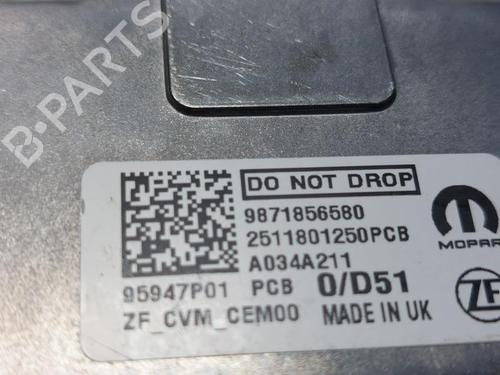 B-PARTS
DO NOT DROP
9871856580
2511801250PCB
A034A211
MOPAR
95947P01 PCB 0/D51
ZF_CVM_CEM00 MADE IN UK
ZF